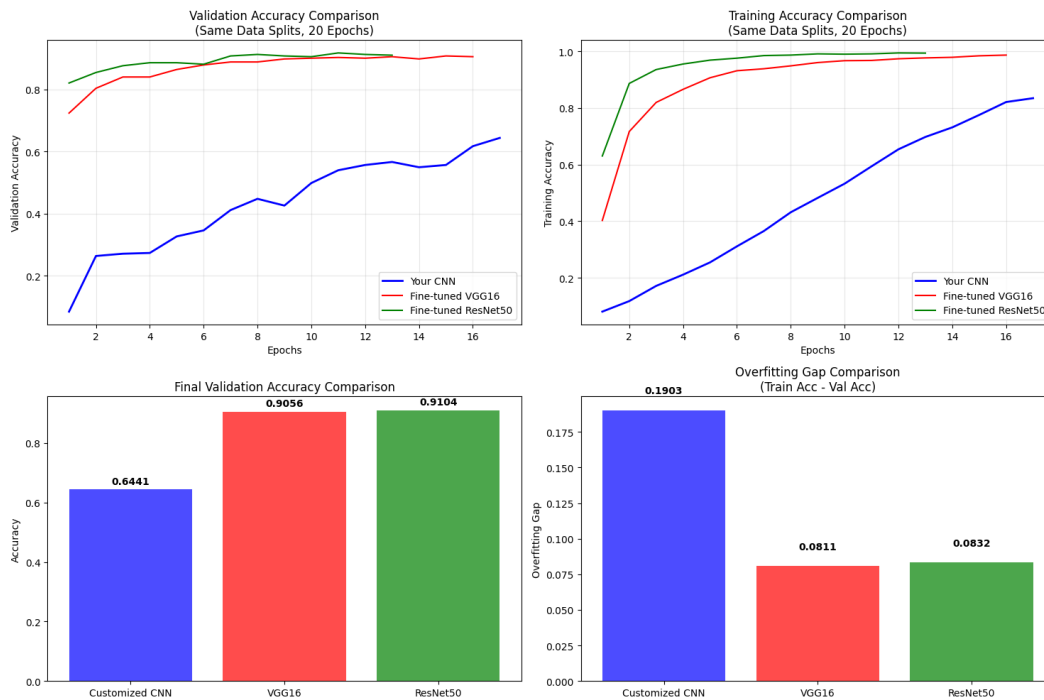 Validation Accuracy Comparison
(Same Data Splits, 20 Epochs)
Validation Accuracy
0.8
0.6
0.4
0.2
2 4 6 8 10 12 14 16
Epochs
Your CNN
Fine-tuned VGG16
Fine-tuned ResNet50
Training Accuracy Comparison
(Same Data Splits, 20 Epochs)
Training Accuracy
1.0
0.8
0.6
0.4
0.2
2 4 6 8 10 12 14 16
Epochs
Your CNN
Fine-tuned VGG16
Fine-tuned ResNet50
Final Validation Accuracy Comparison
Accuracy
0.8
0.6
0.4
0.2
0.0
0.6441
0.9056
0.9104
Customized CNN VGG16 ResNet50
Overfitting Gap Comparison
(Train Acc - Val Acc)
Overfitting Gap
0.175
0.150
0.125
0.100
0.075
0.050
0.025
0.000
0.1903
0.0811
0.0832
Customized CNN VGG16 ResNet50